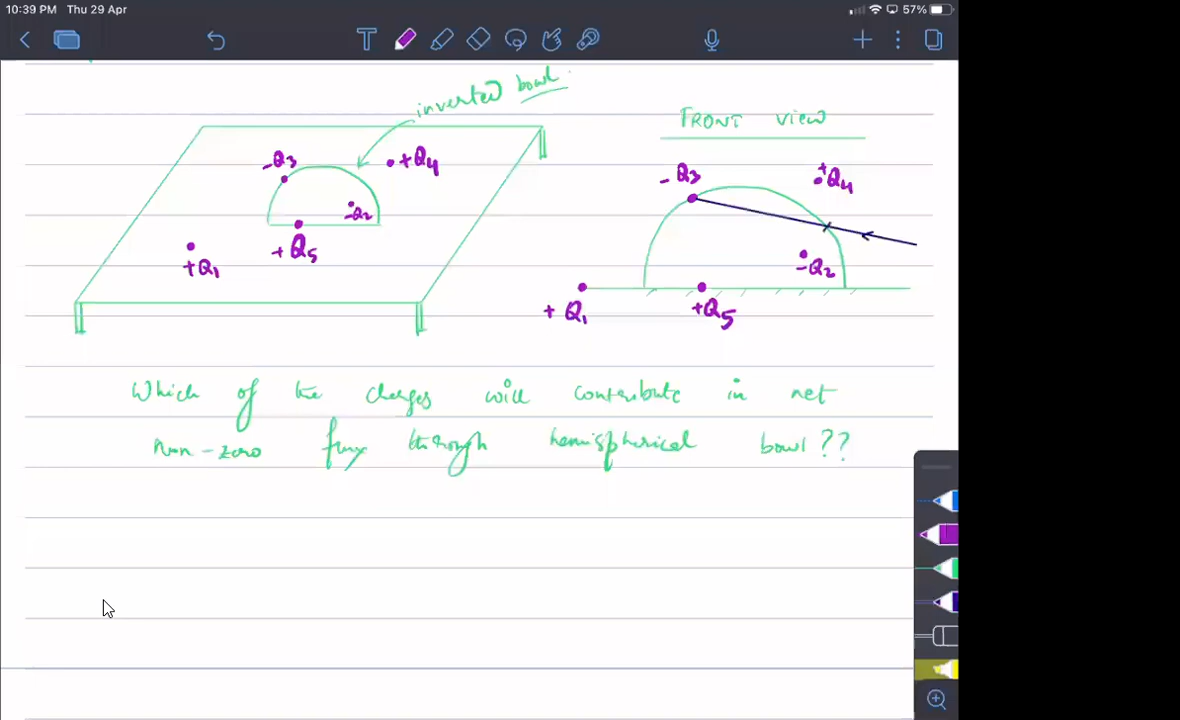 10:39 PM Thu 29 Apr
57%
inverted bowl
FRONT VIEW
-Q3
+Q4
-Q2
+Q5
+Q1
-Q3
+Q4
-Q2
+Q1
+Q5
Which of the charges will contribute in net
non-zero flux through hemispherical bowl??